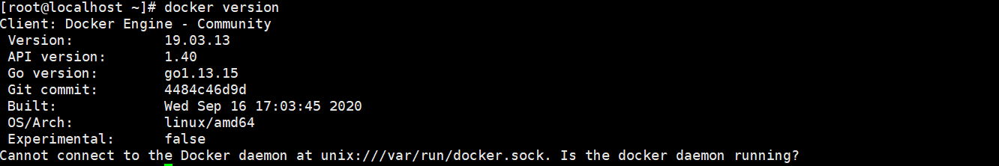 [root@localhost ~]# docker version
Client: Docker Engine - Community
Version: 19.03.13
API version: 1.40
Go version: go1.13.15
Git commit: 4484c46d9d
Built: Wed Sep 16 17:03:45 2020
OS/Arch: linux/amd64
Experimental: false
Cannot connect to the Docker daemon at unix:///var/run/docker.sock. Is the docker daemon running?